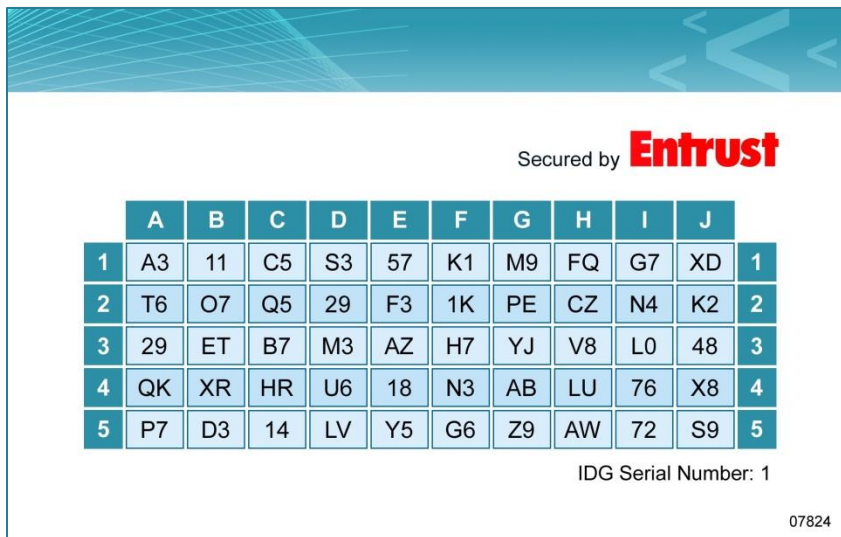 Secured by Entrust
A B C D E F G H I J
1 A3 11 C5 S3 57 K1 M9 FQ G7 XD 1
2 T6 O7 Q5 29 F3 1K PE CZ N4 K2 2
3 29 ET B7 M3 AZ H7 YJ V8 L0 48 3
4 QK XR HR U6 18 N3 AB LU 76 X8 4
5 P7 D3 14 LV Y5 G6 Z9 AW 72 S9 5
IDG Serial Number: 1
07824